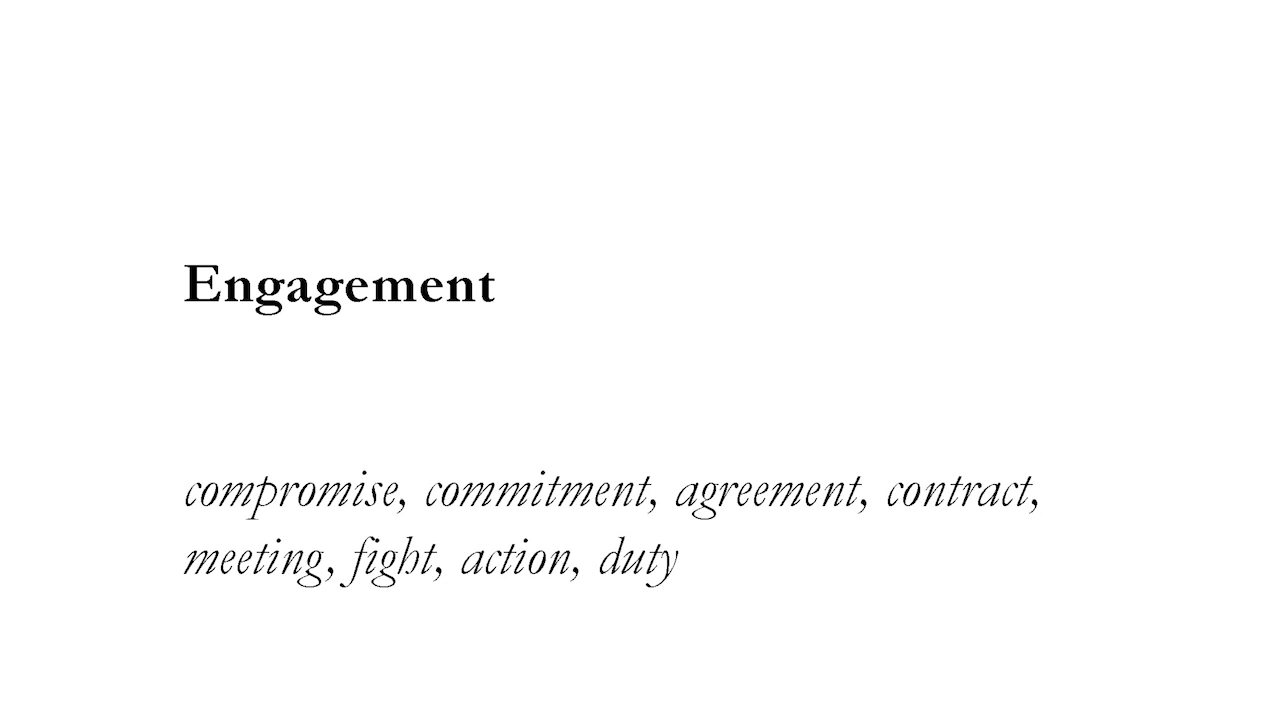 Engagement
compromise, commitment, agreement, contract,
meeting, fight, action, duty